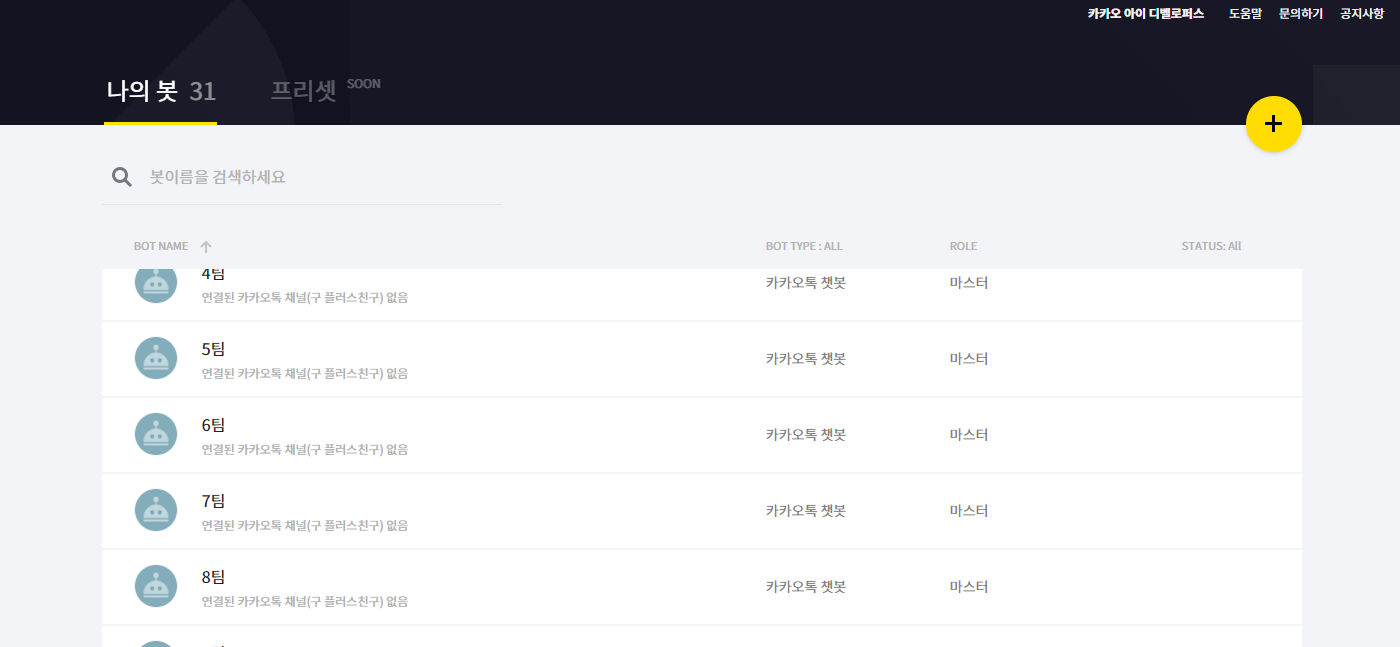 카카오 아이 디벨로퍼스 도움말 문의하기 공지사항
나의 봇 31 프리셋 SOON
봇이름을 검색하세요
BOT NAME BOT TYPE : ALL ROLE STATUS: All
4팀
연결된 카카오톡 채널(구 플러스친구) 없음
카카오톡 챗봇 마스터
5팀
연결된 카카오톡 채널(구 플러스친구) 없음
카카오톡 챗봇 마스터
6팀
연결된 카카오톡 채널(구 플러스친구) 없음
카카오톡 챗봇 마스터
7팀
연결된 카카오톡 채널(구 플러스친구) 없음
카카오톡 챗봇 마스터
8팀
연결된 카카오톡 채널(구 플러스친구) 없음
카카오톡 챗봇 마스터